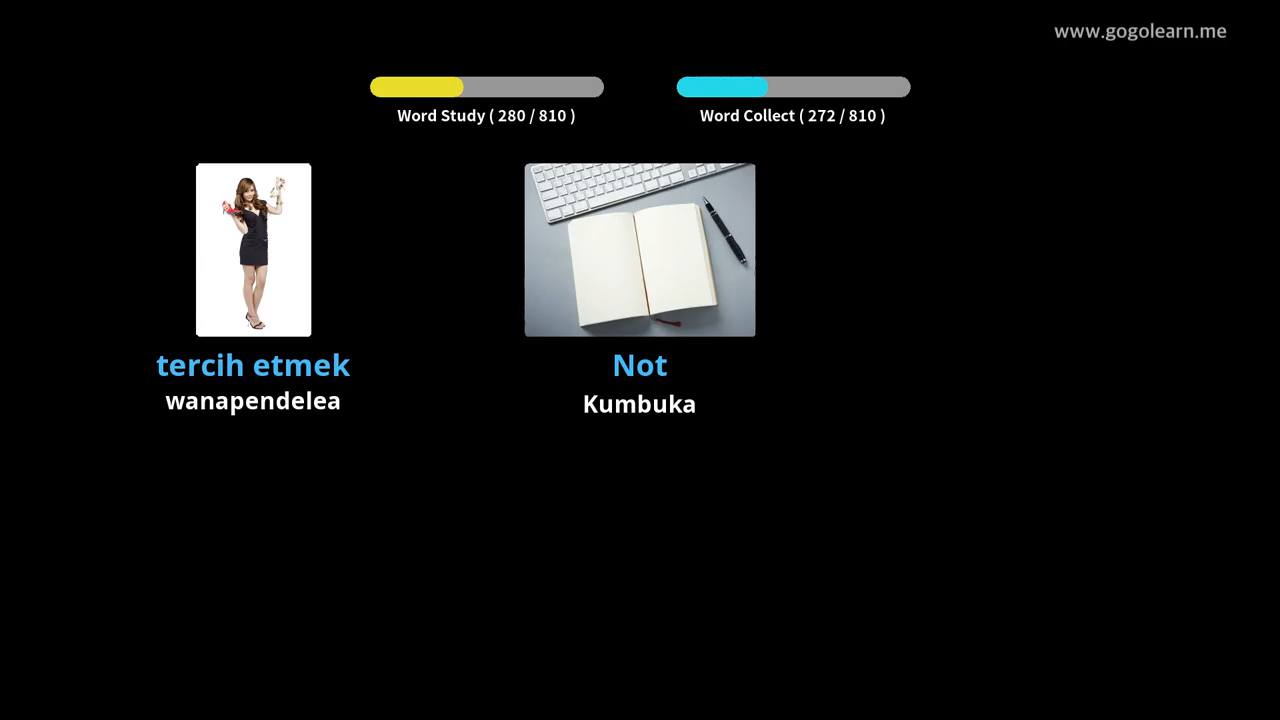 www.gogolearn.me
Word Study ( 280 / 810 )
Word Collect ( 272 / 810 )
tercih etmek
wanapendelea
Not
Kumbuka